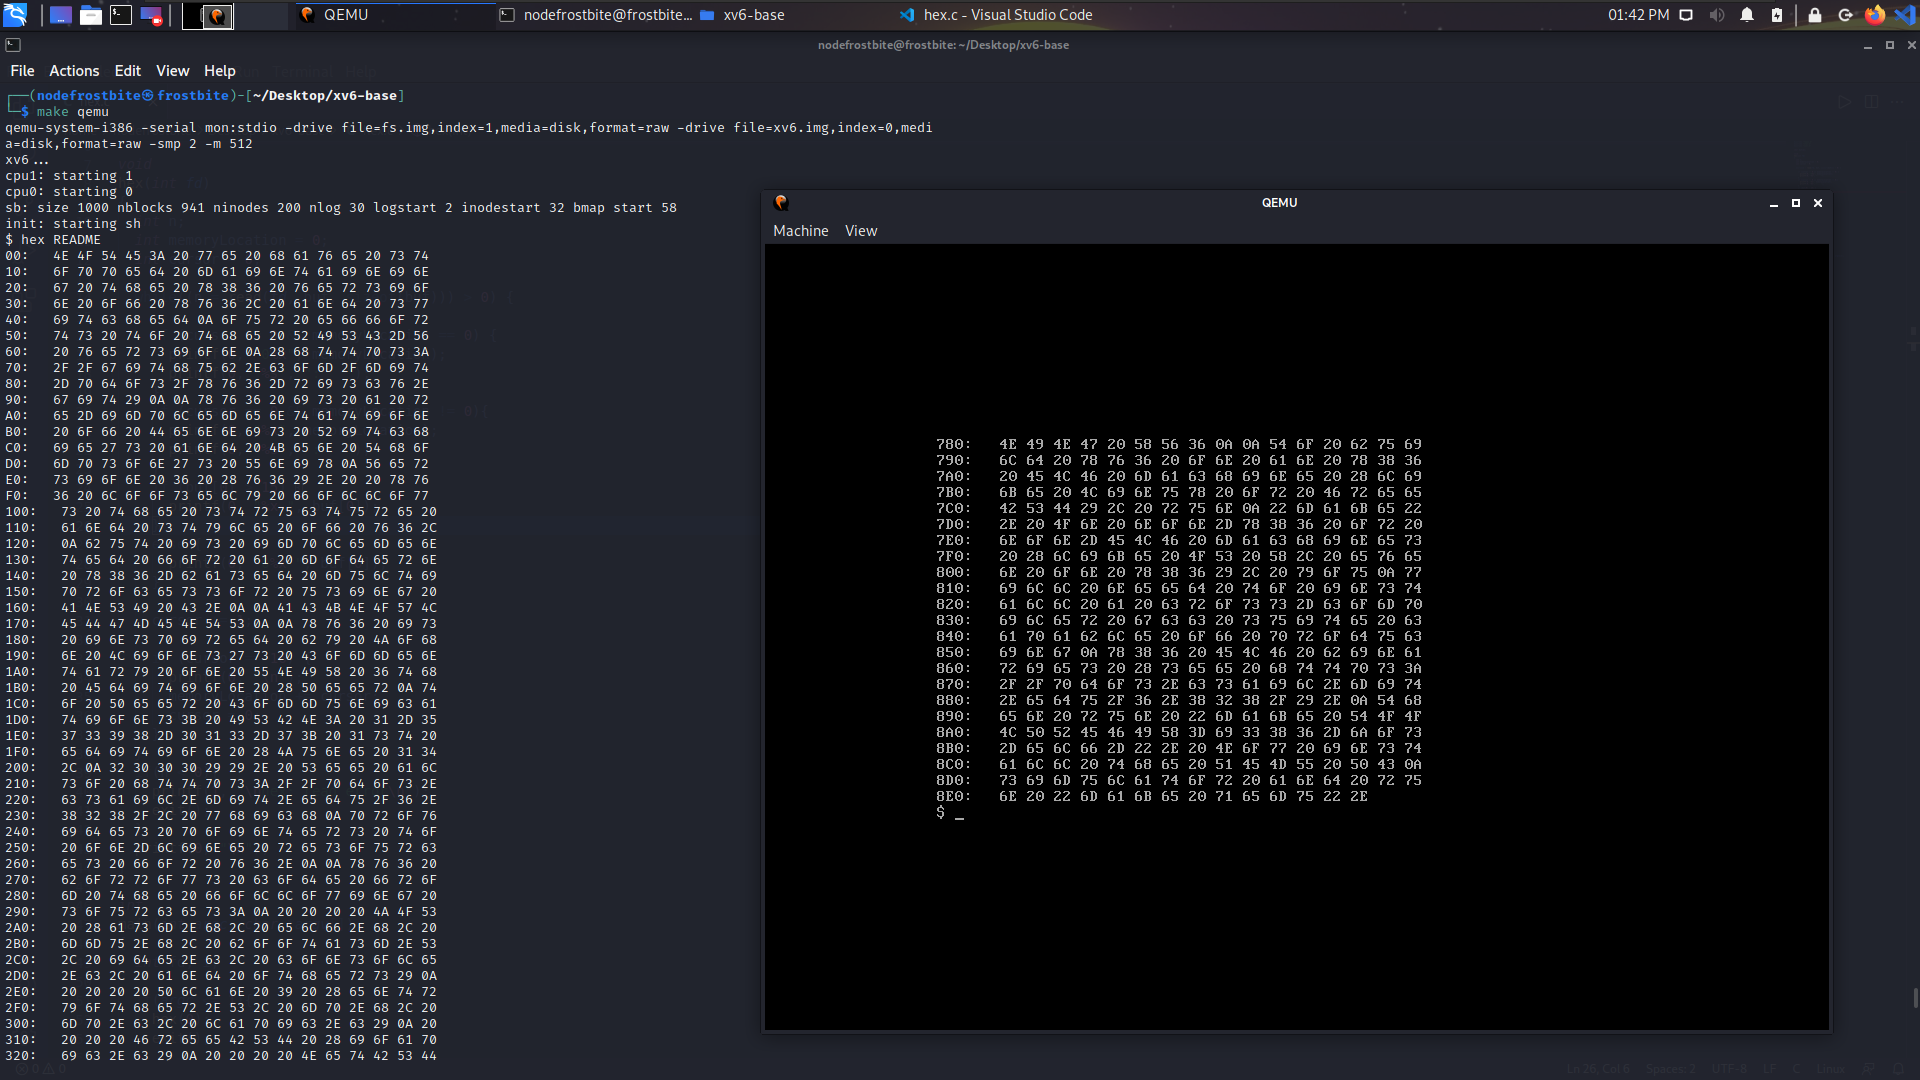 QEMU
nodefrostbite@frostbite...
xv6-base
hex.c - Visual Studio Code
01:42 PM
nodefrostbite@frostbite: ~/Desktop/xv6-base
File Actions Edit View Help
┌──(nodefrostbite㉿frostbite)-[~/Desktop/xv6-base]
└─$ make qemu
qemu-system-i386 -serial mon:stdio -drive file=fs.img,index=1,media=disk,format=raw -drive file=xv6.img,index=0,medi
a=disk,format=raw -smp 2 -m 512
xv6...
cpu1: starting 1
cpu0: starting 0
sb: size 1000 nblocks 941 ninodes 200 nlog 30 logstart 2 inodestart 32 bmap start 58
init: starting sh
$ hex README
00: 4E 4F 54 45 3A 20 77 65 20 68 61 76 65 20 73 74
10: 6F 70 70 65 64 20 6D 61 69 6E 74 61 69 6E 69 6E
20: 67 20 74 68 65 20 78 38 36 20 76 65 72 73 69 6F
30: 6E 20 6F 66 20 78 76 36 2C 20 61 6E 64 20 73 77
40: 69 74 63 68 65 64 0A 6F 75 72 20 65 66 66 6F 72
50: 74 73 20 74 6F 20 74 68 65 20 52 49 53 43 2D 56
60: 20 76 65 72 73 69 6F 6E 0A 28 68 74 74 70 73 3A
70: 2F 2F 67 69 74 68 75 62 2E 63 6F 6D 2F 6D 69 74
80: 2D 70 64 6F 73 2F 78 76 36 2D 72 69 73 63 76 2E
90: 67 69 74 29 0A 0A 78 76 36 20 69 73 20 61 20 72
A0: 65 2D 69 6D 70 6C 65 6D 65 6E 74 61 74 69 6F 6E
B0: 20 6F 66 20 44 65 6E 6E 69 73 20 52 69 74 63 68
C0: 69 65 27 73 20 61 6E 64 20 4B 65 6E 20 54 68 6F
D0: 6D 70 73 6F 6E 27 73 20 55 6E 69 78 0A 56 65 72
E0: 73 69 6F 6E 20 36 20 28 76 36 29 2E 20 20 78 76
F0: 36 20 6C 6F 6F 73 65 6C 79 20 66 6F 6C 6C 6F 77
100: 73 20 74 68 65 20 73 74 72 75 63 74 75 72 65 20
110: 61 6E 64 20 73 74 79 6C 65 20 6F 66 20 76 36 2C
120: 0A 62 75 74 20 69 73 20 69 6D 70 6C 65 6D 65 6E
130: 74 65 64 20 66 6F 72 20 61 20 6D 6F 64 65 72 6E
140: 20 78 38 36 2D 62 61 73 65 64 20 6D 75 6C 74 69
150: 70 72 6F 63 65 73 73 6F 72 20 75 73 69 6E 67 20
160: 41 4E 53 49 20 43 2E 0A 0A 41 43 4B 4E 4F 57 4C
170: 45 44 47 4D 45 4E 54 53 0A 0A 78 76 36 20 69 73
180: 20 69 6E 73 70 69 72 65 64 20 62 79 20 4A 6F 68
190: 6E 20 4C 69 6F 6E 73 27 73 20 43 6F 6D 6D 65 6E
1A0: 74 61 72 79 20 6F 6E 20 55 4E 49 58 20 36 74 68
1B0: 20 45 64 69 74 69 6F 6E 20 28 50 65 65 72 0A 74
1C0: 6F 20 50 65 65 72 20 43 6F 6D 6D 75 6E 69 63 61
1D0: 74 69 6F 6E 73 3B 20 49 53 42 4E 3A 20 31 2D 35
1E0: 37 33 39 38 2D 30 31 33 2D 37 3B 20 31 73 74 20
1F0: 65 64 69 74 69 6F 6E 20 28 4A 75 6E 65 20 31 34
200: 2C 0A 32 30 30 30 29 29 2E 20 53 65 65 20 61 6C
210: 73 6F 20 68 74 74 70 73 3A 2F 2F 70 64 6F 73 2E
220: 63 73 61 69 6C 2E 6D 69 74 2E 65 64 75 2F 36 2E
230: 38 32 38 2F 2C 20 77 68 69 63 68 0A 70 72 6F 76
240: 69 64 65 73 20 70 6F 69 6E 74 65 72 73 20 74 6F
250: 20 6F 6E 2D 6C 69 6E 65 20 72 65 73 6F 75 72 63
260: 65 73 20 66 6F 72 20 76 36 2E 0A 0A 78 76 36 20
270: 62 6F 72 72 6F 77 73 20 63 6F 64 65 20 66 72 6F
280: 6D 20 74 68 65 20 66 6F 6C 6C 6F 77 69 6E 67 20
290: 73 6F 75 72 63 65 73 3A 0A 20 20 20 20 4A 4F 53
2A0: 20 28 61 73 6D 2E 68 2C 20 65 6C 66 2E 68 2C 20
2B0: 6D 6D 75 2E 68 2C 20 62 6F 6F 74 61 73 6D 2E 53
2C0: 2C 20 69 64 65 2E 63 2C 20 63 6F 6E 73 6F 6C 65
2D0: 2E 63 2C 20 61 6E 64 20 6F 74 68 65 72 73 29 0A
2E0: 20 20 20 20 50 6C 61 6E 20 39 20 28 65 6E 74 72
2F0: 79 6F 74 68 65 72 2E 53 2C 20 6D 70 2E 68 2C 20
300: 6D 70 2E 63 2C 20 6C 61 70 69 63 2E 63 29 0A 20
310: 20 20 20 46 72 65 65 42 53 44 20 28 69 6F 61 70
320: 69 63 2E 63 29 0A 20 20 20 20 4E 65 74 42 53 44
QEMU
Machine View
780: 4E 49 4E 47 20 58 56 36 0A 0A 54 6F 20 62 75 69
790: 6C 64 20 78 76 36 20 6F 6E 20 61 6E 20 78 38 36
7A0: 20 45 4C 46 20 6D 61 63 68 69 6E 65 20 28 6C 69
7B0: 6B 65 20 4C 69 6E 75 78 20 6F 72 20 46 72 65 65
7C0: 42 53 44 29 2C 20 72 75 6E 0A 22 6D 61 6B 65 22
7D0: 2E 20 4F 6E 20 6E 6F 6E 2D 78 38 36 20 6F 72 20
7E0: 6E 6F 6E 2D 45 4C 46 20 6D 61 63 68 69 6E 65 73
7F0: 20 28 6C 69 6B 65 20 4F 53 20 58 2C 20 65 76 65
800: 6E 20 6F 6E 20 78 38 36 29 2C 20 79 6F 75 0A 77
810: 69 6C 6C 20 6E 65 65 64 20 74 6F 20 69 6E 73 74
820: 61 6C 6C 20 61 20 63 72 6F 73 73 2D 63 6F 6D 70
830: 69 6C 65 72 20 67 63 63 20 73 75 69 74 65 20 63
840: 61 70 61 62 6C 65 20 6F 66 20 70 72 6F 64 75 63
850: 69 6E 67 0A 78 38 36 20 45 4C 46 20 62 69 6E 61
860: 72 69 65 73 20 28 73 65 65 20 68 74 74 70 73 3A
870: 2F 2F 70 64 6F 73 2E 63 73 61 69 6C 2E 6D 69 74
880: 2E 65 64 75 2F 36 2E 38 32 38 2F 29 2E 0A 54 68
890: 65 6E 20 72 75 6E 20 22 6D 61 6B 65 20 54 4F 4F
8A0: 4C 50 52 45 46 49 58 3D 69 33 38 36 2D 6A 6F 73
8B0: 2D 65 6C 66 2D 22 2E 20 4E 6F 77 20 69 6E 73 74
8C0: 61 6C 6C 20 74 68 65 20 51 45 4D 55 20 50 43 0A
8D0: 73 69 6D 75 6C 61 74 6F 72 20 61 6E 64 20 72 75
8E0: 6E 20 22 6D 61 6B 65 20 71 65 6D 75 22 2E
$ _